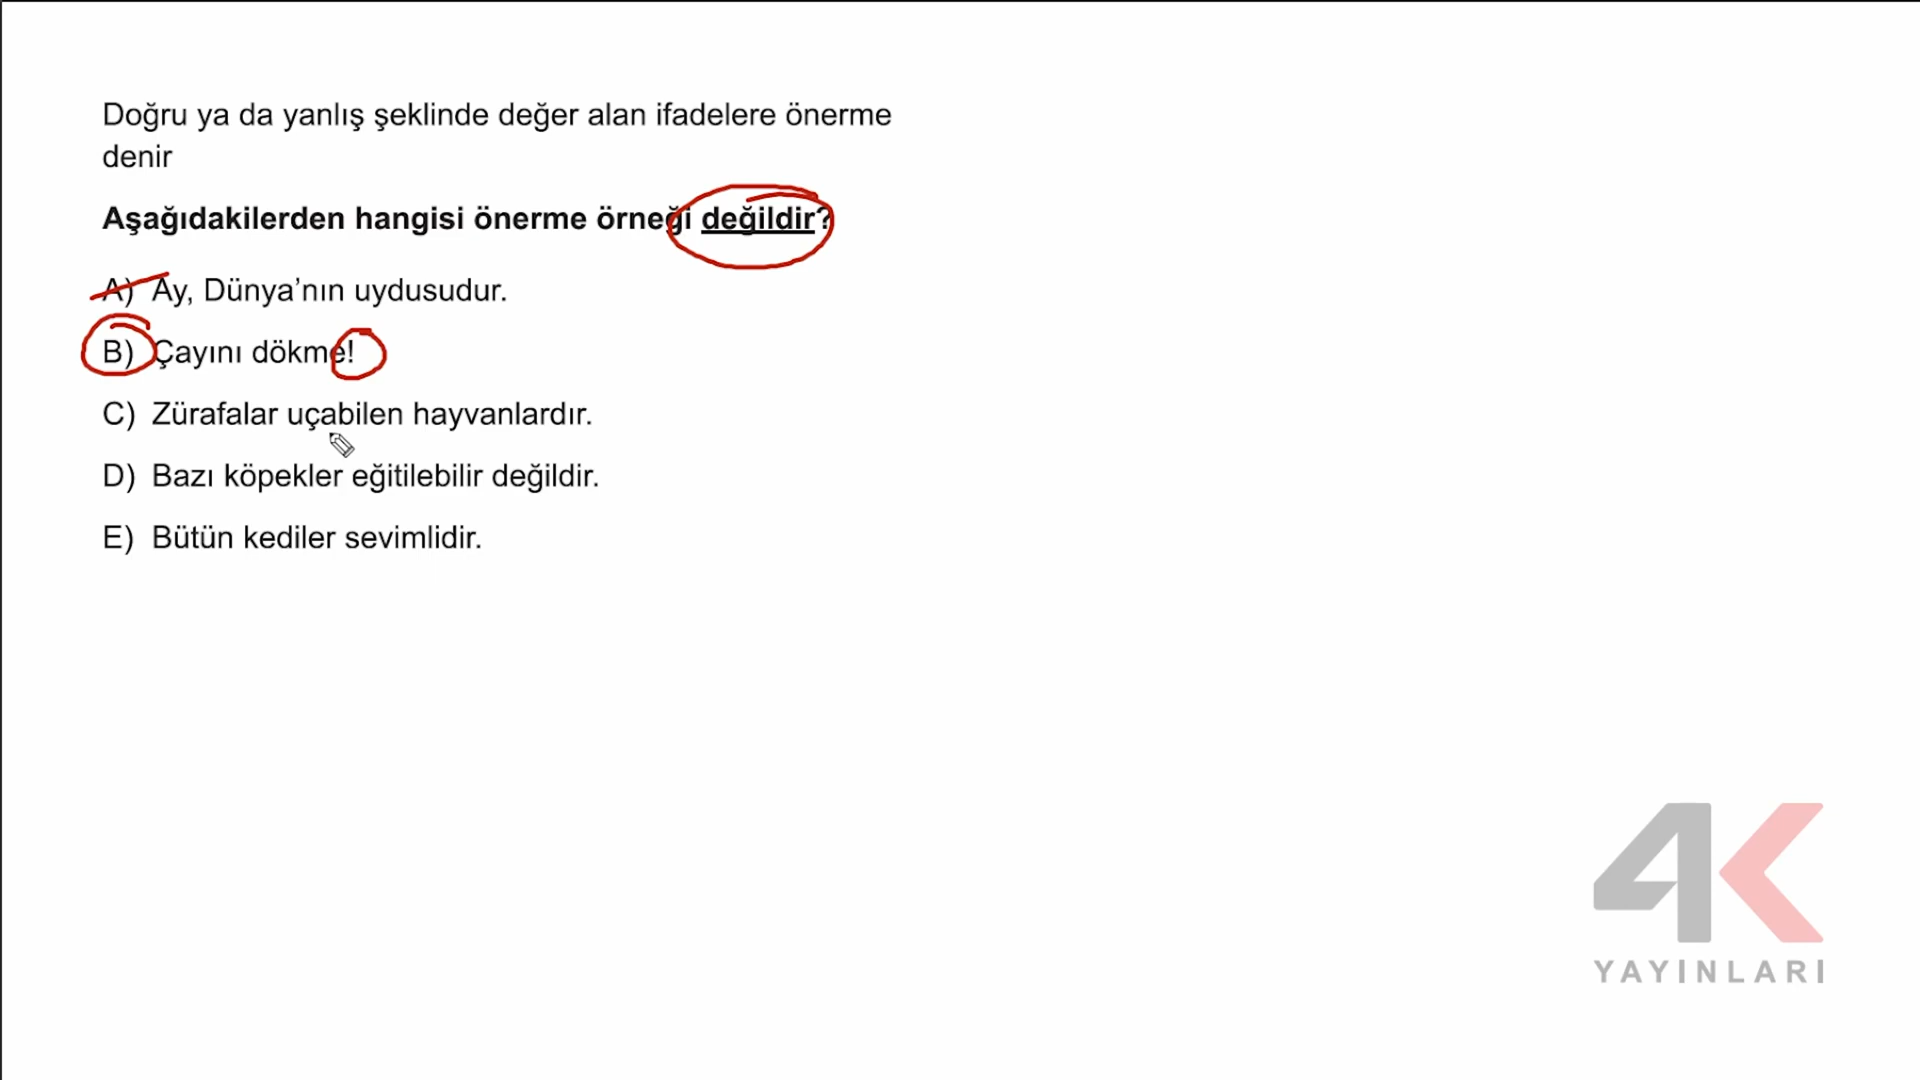 Doğru ya da yanlış şeklinde değer alan ifadelere önerme
denir
Aşağıdakilerden hangisi önerme örneği değildir?
A) Ay, Dünya’nın uydusudur.
B) Çayını dökme!
C) Zürafalar uçabilen hayvanlardır.
D) Bazı köpekler eğitilebilir değildir.
E) Bütün kediler sevimlidir.
4K
YAYINLARI